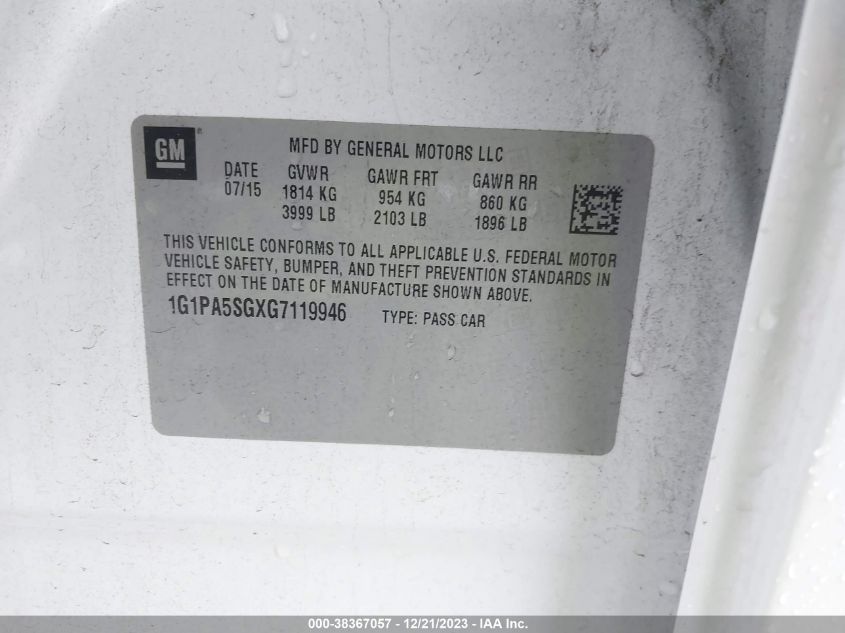 GM ®
MFD BY GENERAL MOTORS LLC
DATE GVWR GAWR FRT GAWR RR
07/15 1814 KG 954 KG 860 KG
3999 LB 2103 LB 1896 LB
THIS VEHICLE CONFORMS TO ALL APPLICABLE U.S. FEDERAL MOTOR
VEHICLE SAFETY, BUMPER, AND THEFT PREVENTION STANDARDS IN
EFFECT ON THE DATE OF MANUFACTURE SHOWN ABOVE.
1G1PA5SGXG7119946 TYPE: PASS CAR
000-38367057 - 12/21/2023 - IAA Inc.